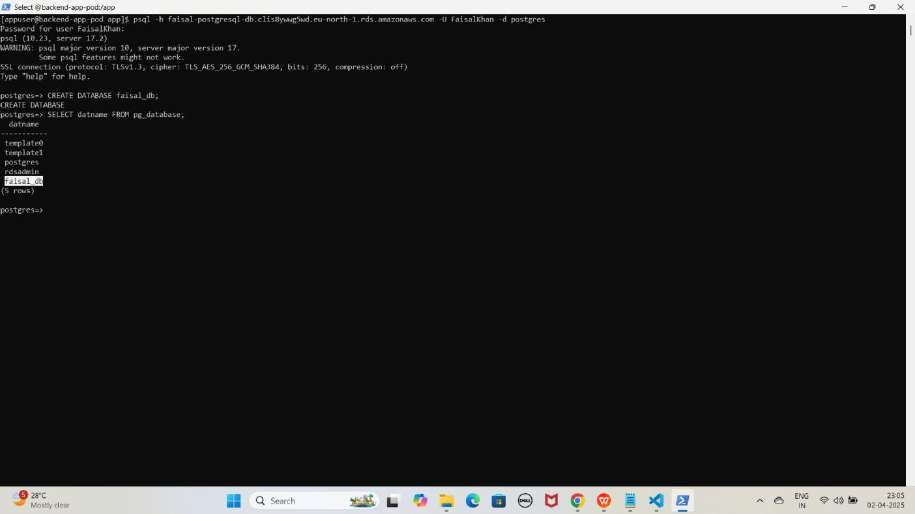 Select @backend-app-pod:/app
[appuser@backend-app-pod app]$ psql -h faisal-postgresql-db.clis8ywwg5wd.eu-north-1.rds.amazonaws.com -U FaisalKhan -d postgres
Password for user FaisalKhan:
psql (10.23, server 17.2)
WARNING: psql major version 10, server major version 17.
Some psql features might not work.
SSL connection (protocol: TLSv1.3, cipher: TLS_AES_256_GCM_SHA384, bits: 256, compression: off)
Type "help" for help.
postgres=> CREATE DATABASE faisal_db;
CREATE DATABASE
postgres=> SELECT datname FROM pg_database;
datname
-----------
template0
template1
postgres
rdsadmin
faisal_db
(5 rows)
postgres=>
5
28°C
Mostly clear
Search
DELL
ENG
IN
23:05
02-04-2025